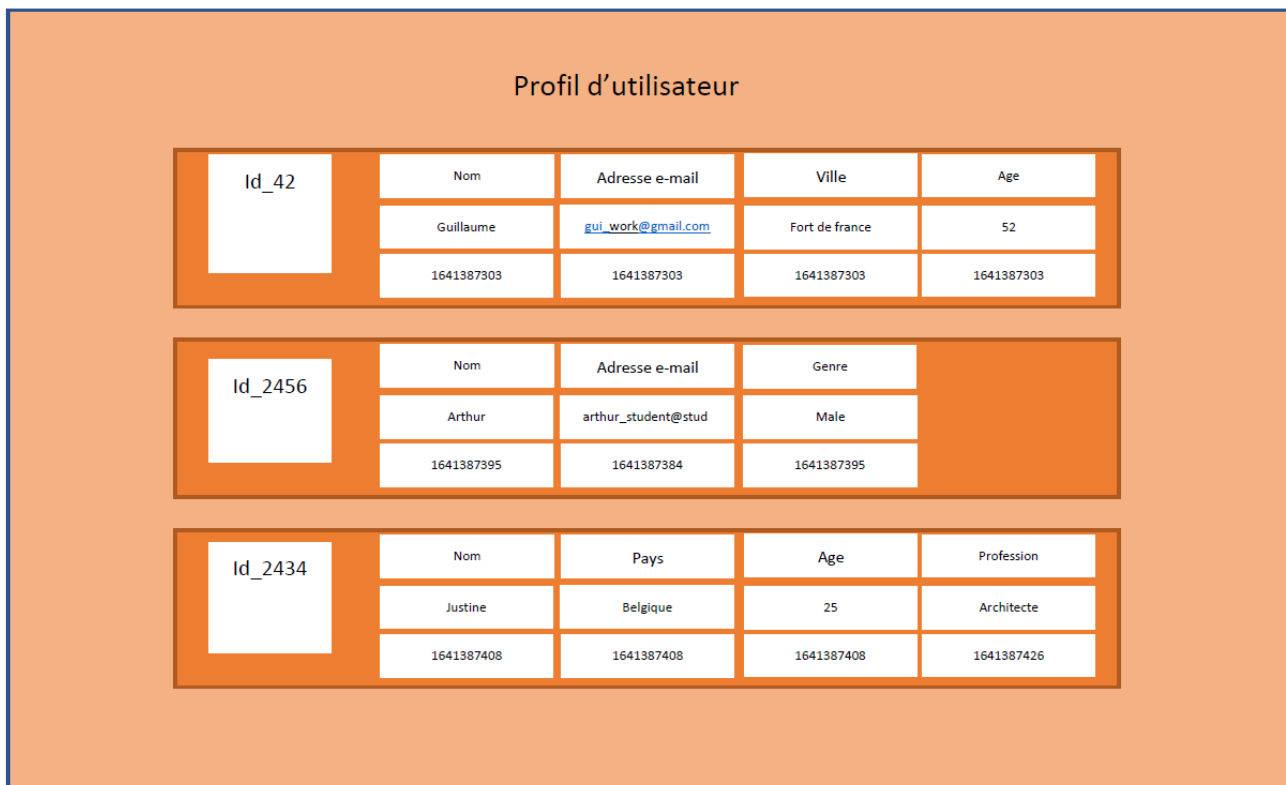 Profil d’utilisateur
Id_42
Nom Adresse e-mail Ville Age
Guillaume gui_work@gmail.com Fort de france 52
1641387303 1641387303 1641387303 1641387303
Id_2456
Nom Adresse e-mail Genre
Arthur arthur_student@stud Male
1641387395 1641387384 1641387395
Id_2434
Nom Pays Age Profession
Justine Belgique 25 Architecte
1641387408 1641387408 1641387408 1641387426